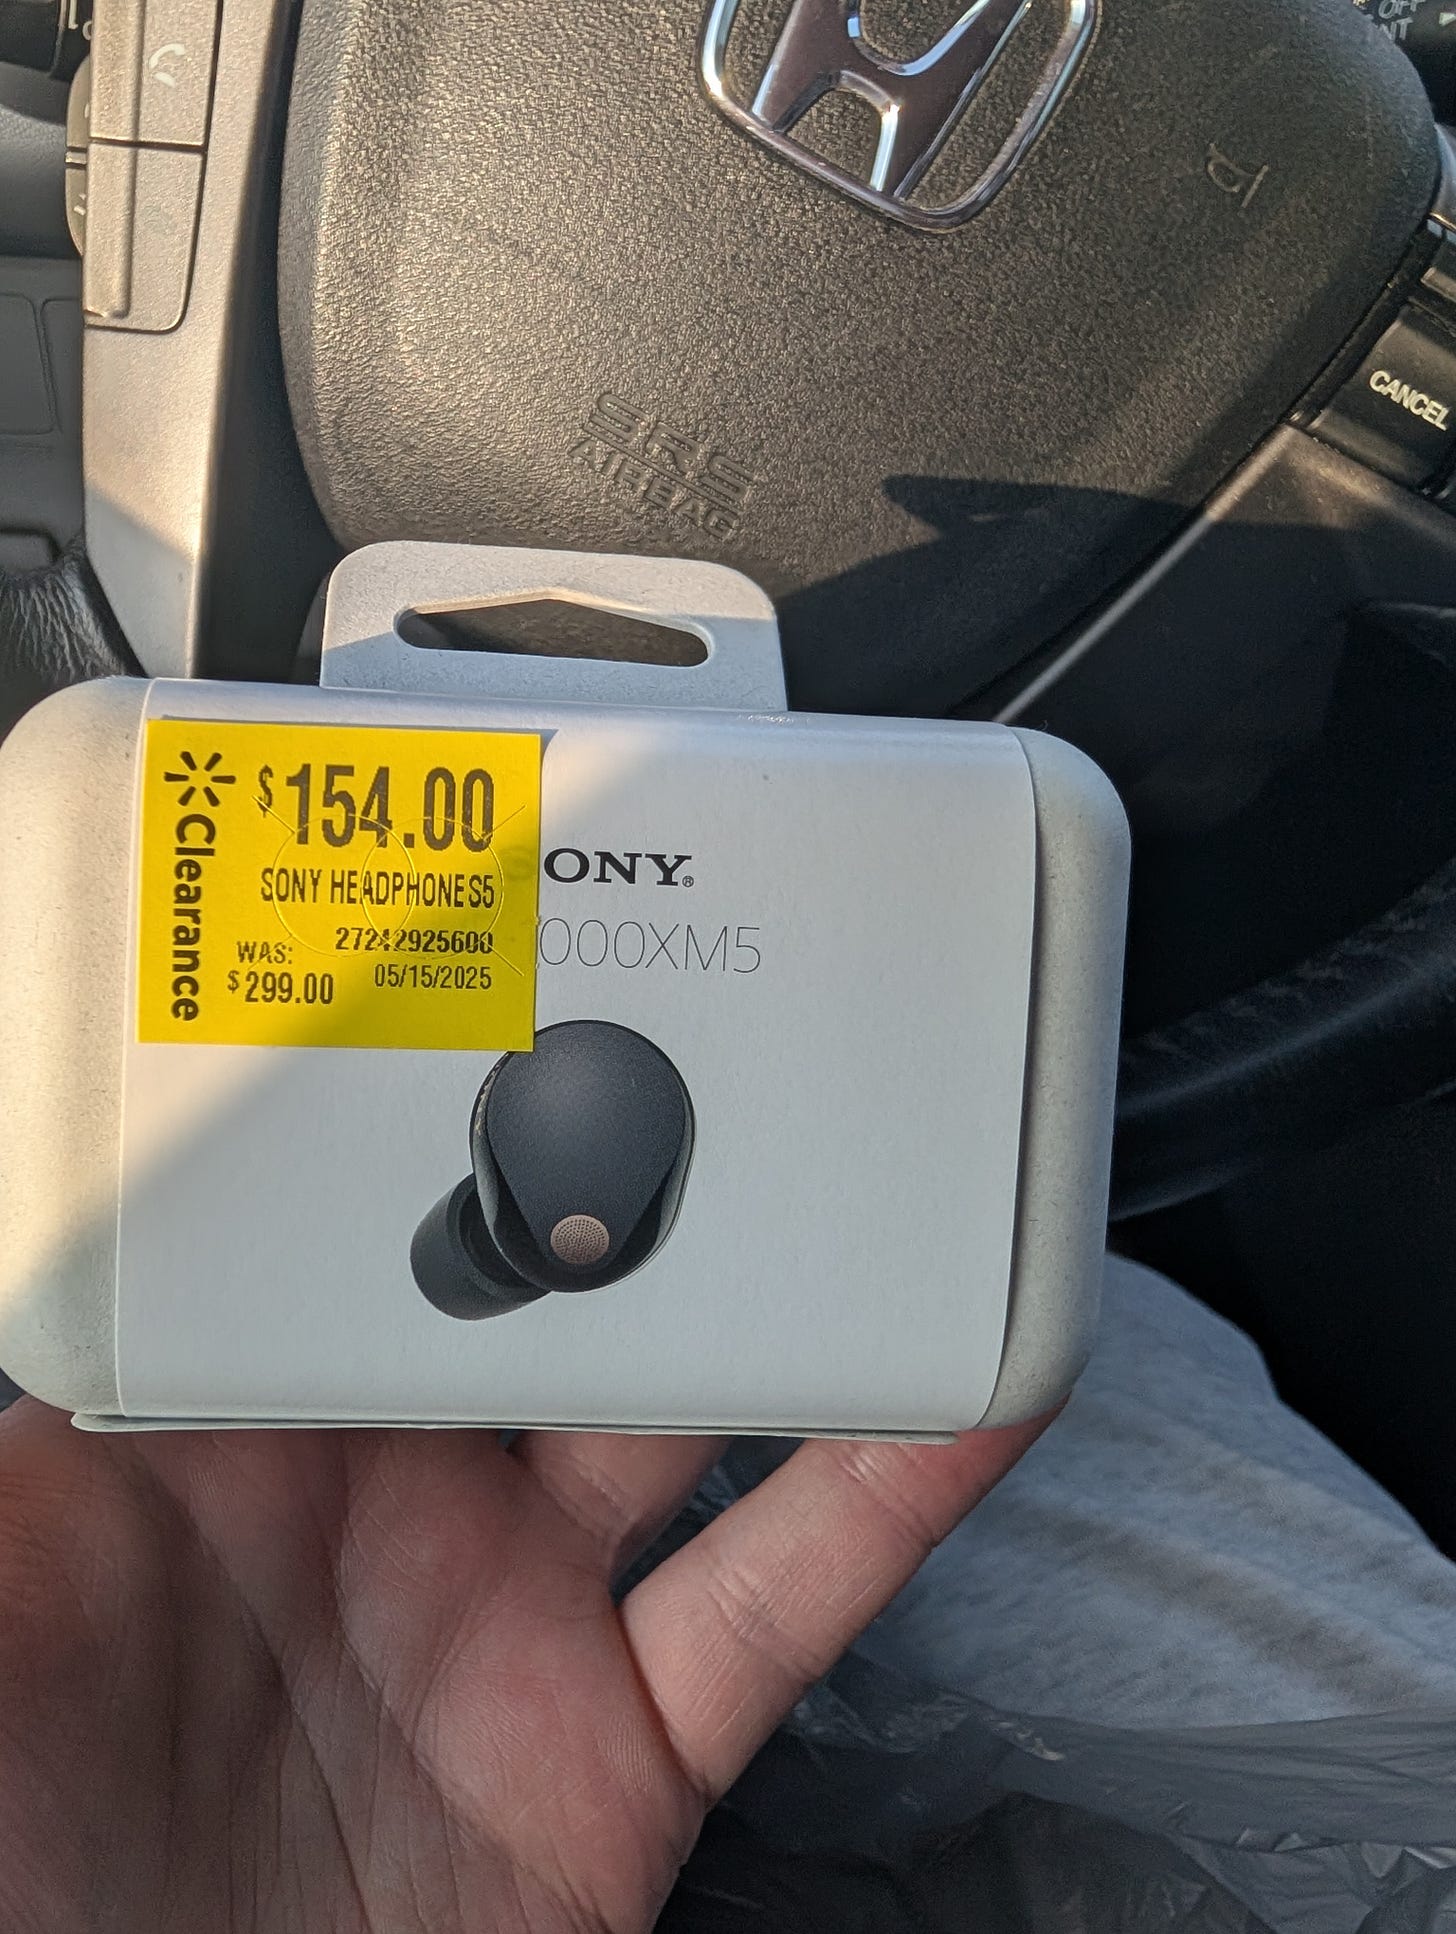 SRS
AIRBAG
CANCEL
$154.00
SONY HEADPHONES5
27242925600
WAS:
05/15/2025
$299.00
Clearance
SONY®
000XM5